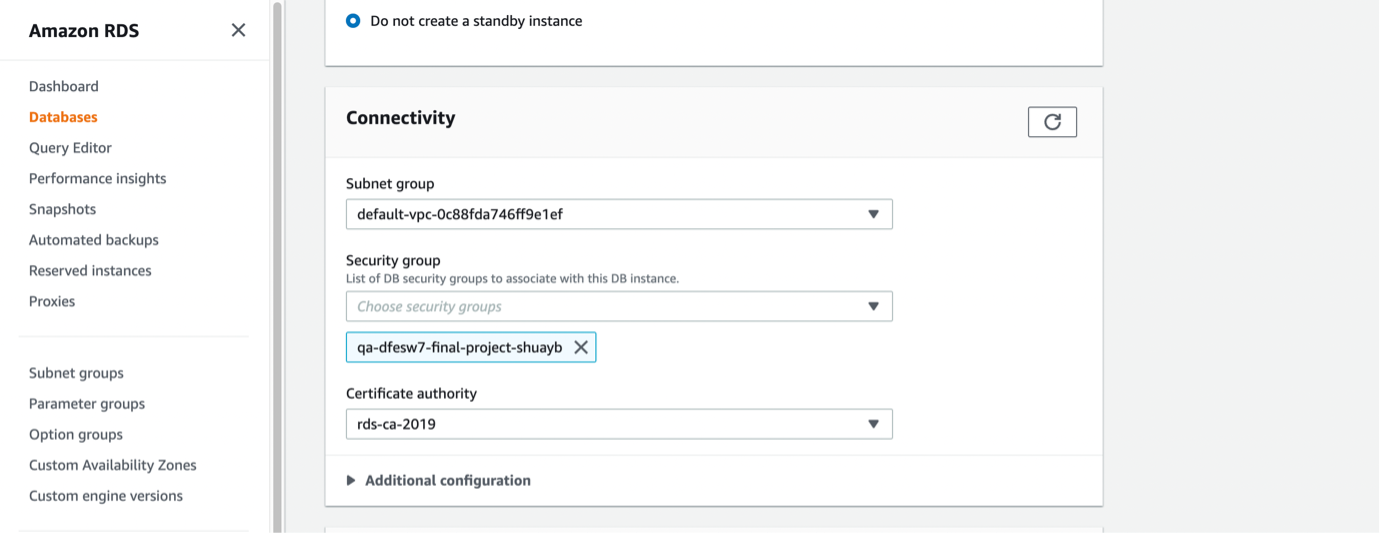 Amazon RDS
Dashboard
Databases
Query Editor
Performance insights
Snapshots
Automated backups
Reserved instances
Proxies
Subnet groups
Parameter groups
Option groups
Custom Availability Zones
Custom engine versions
Do not create a standby instance
Connectivity
Subnet group
default-vpc-0c88fda746ff9e1ef
Security group
List of DB security groups to associate with this DB instance.
Choose security groups
qa-dfesw7-final-project-shuayb
Certificate authority
rds-ca-2019
Additional configuration